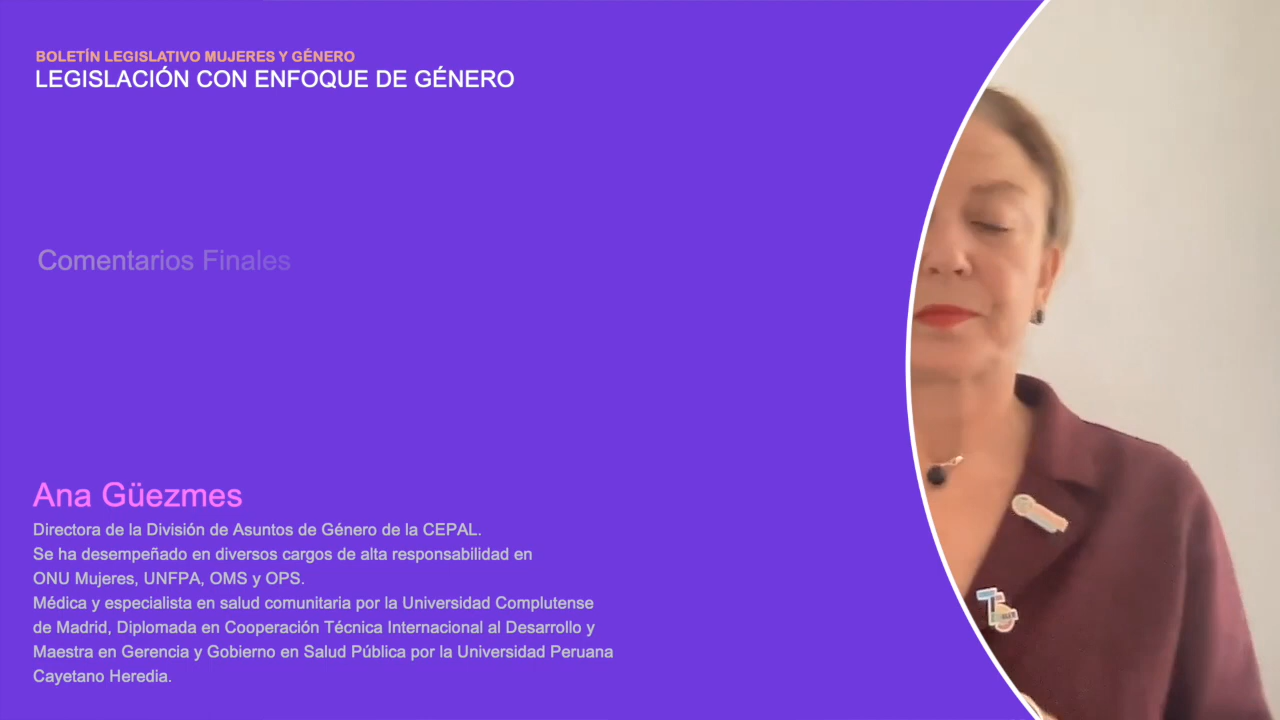 BOLETÍN LEGISLATIVO MUJERES Y GÉNERO
LEGISLACIÓN CON ENFOQUE DE GÉNERO
Comentarios Finales
Ana Güezmes
Directora de la División de Asuntos de Género de la CEPAL.
Se ha desempeñado en diversos cargos de alta responsabilidad en
ONU Mujeres, UNFPA, OMS y OPS.
Médica y especialista en salud comunitaria por la Universidad Complutense
de Madrid, Diplomada en Cooperación Técnica Internacional al Desarrollo y
Maestra en Gerencia y Gobierno en Salud Pública por la Universidad Peruana
Cayetano Heredia.